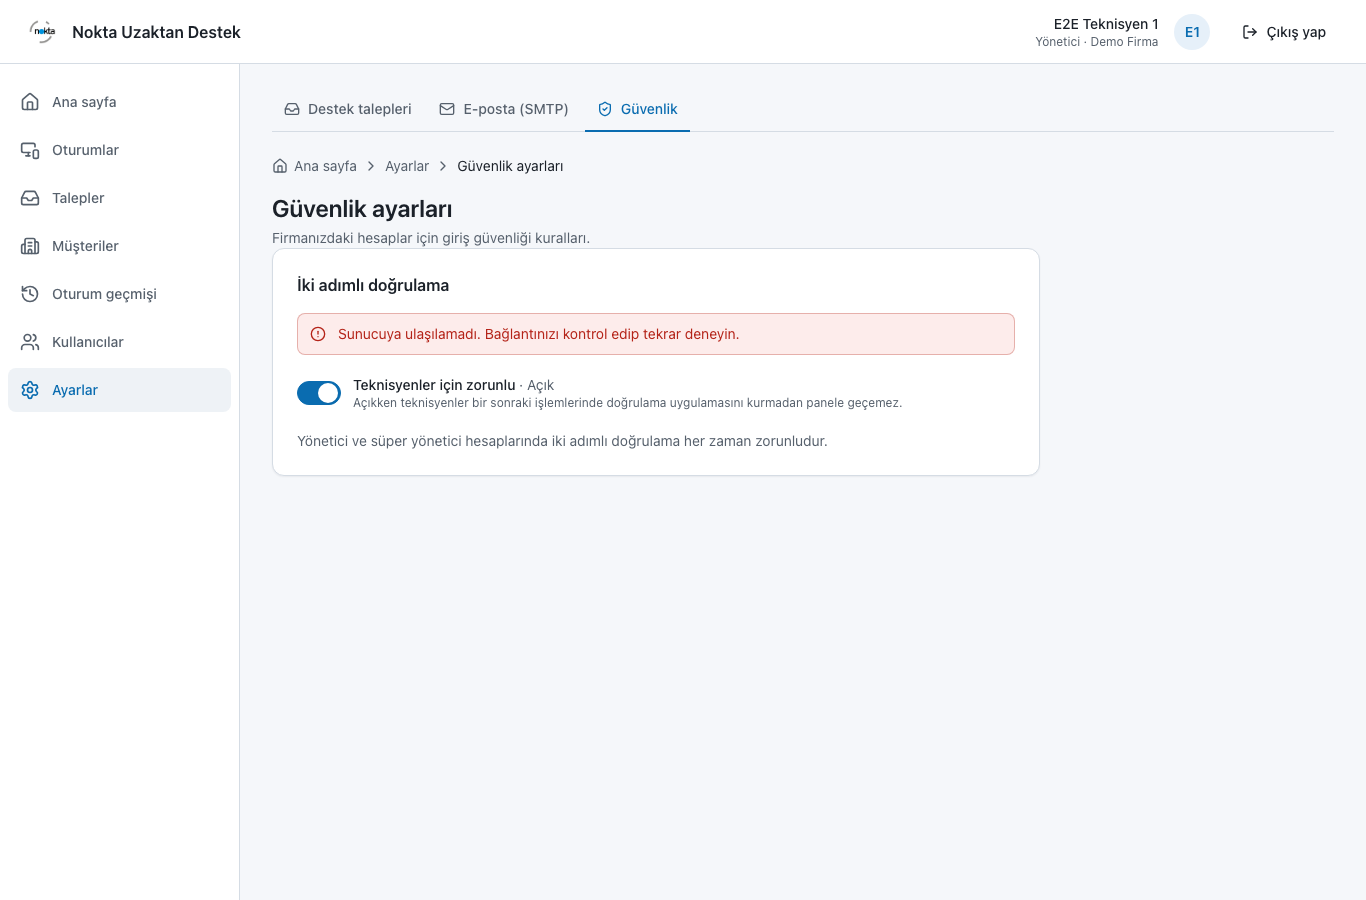 nokta
Nokta Uzaktan Destek
E2E Teknisyen 1
Yönetici · Demo Firma
E1
Çıkış yap
Ana sayfa
Oturumlar
Talepler
Müşteriler
Oturum geçmişi
Kullanıcılar
Ayarlar
Destek talepleri
E-posta (SMTP)
Güvenlik
Ana sayfa > Ayarlar > Güvenlik ayarları
Güvenlik ayarları
Firmanızdaki hesaplar için giriş güvenliği kuralları.
İki adımlı doğrulama
Sunucuya ulaşılamadı. Bağlantınızı kontrol edip tekrar deneyin.
Teknisyenler için zorunlu · Açık
Açıkken teknisyenler bir sonraki işlemlerinde doğrulama uygulamasını kurmadan panele geçemez.
Yönetici ve süper yönetici hesaplarında iki adımlı doğrulama her zaman zorunludur.